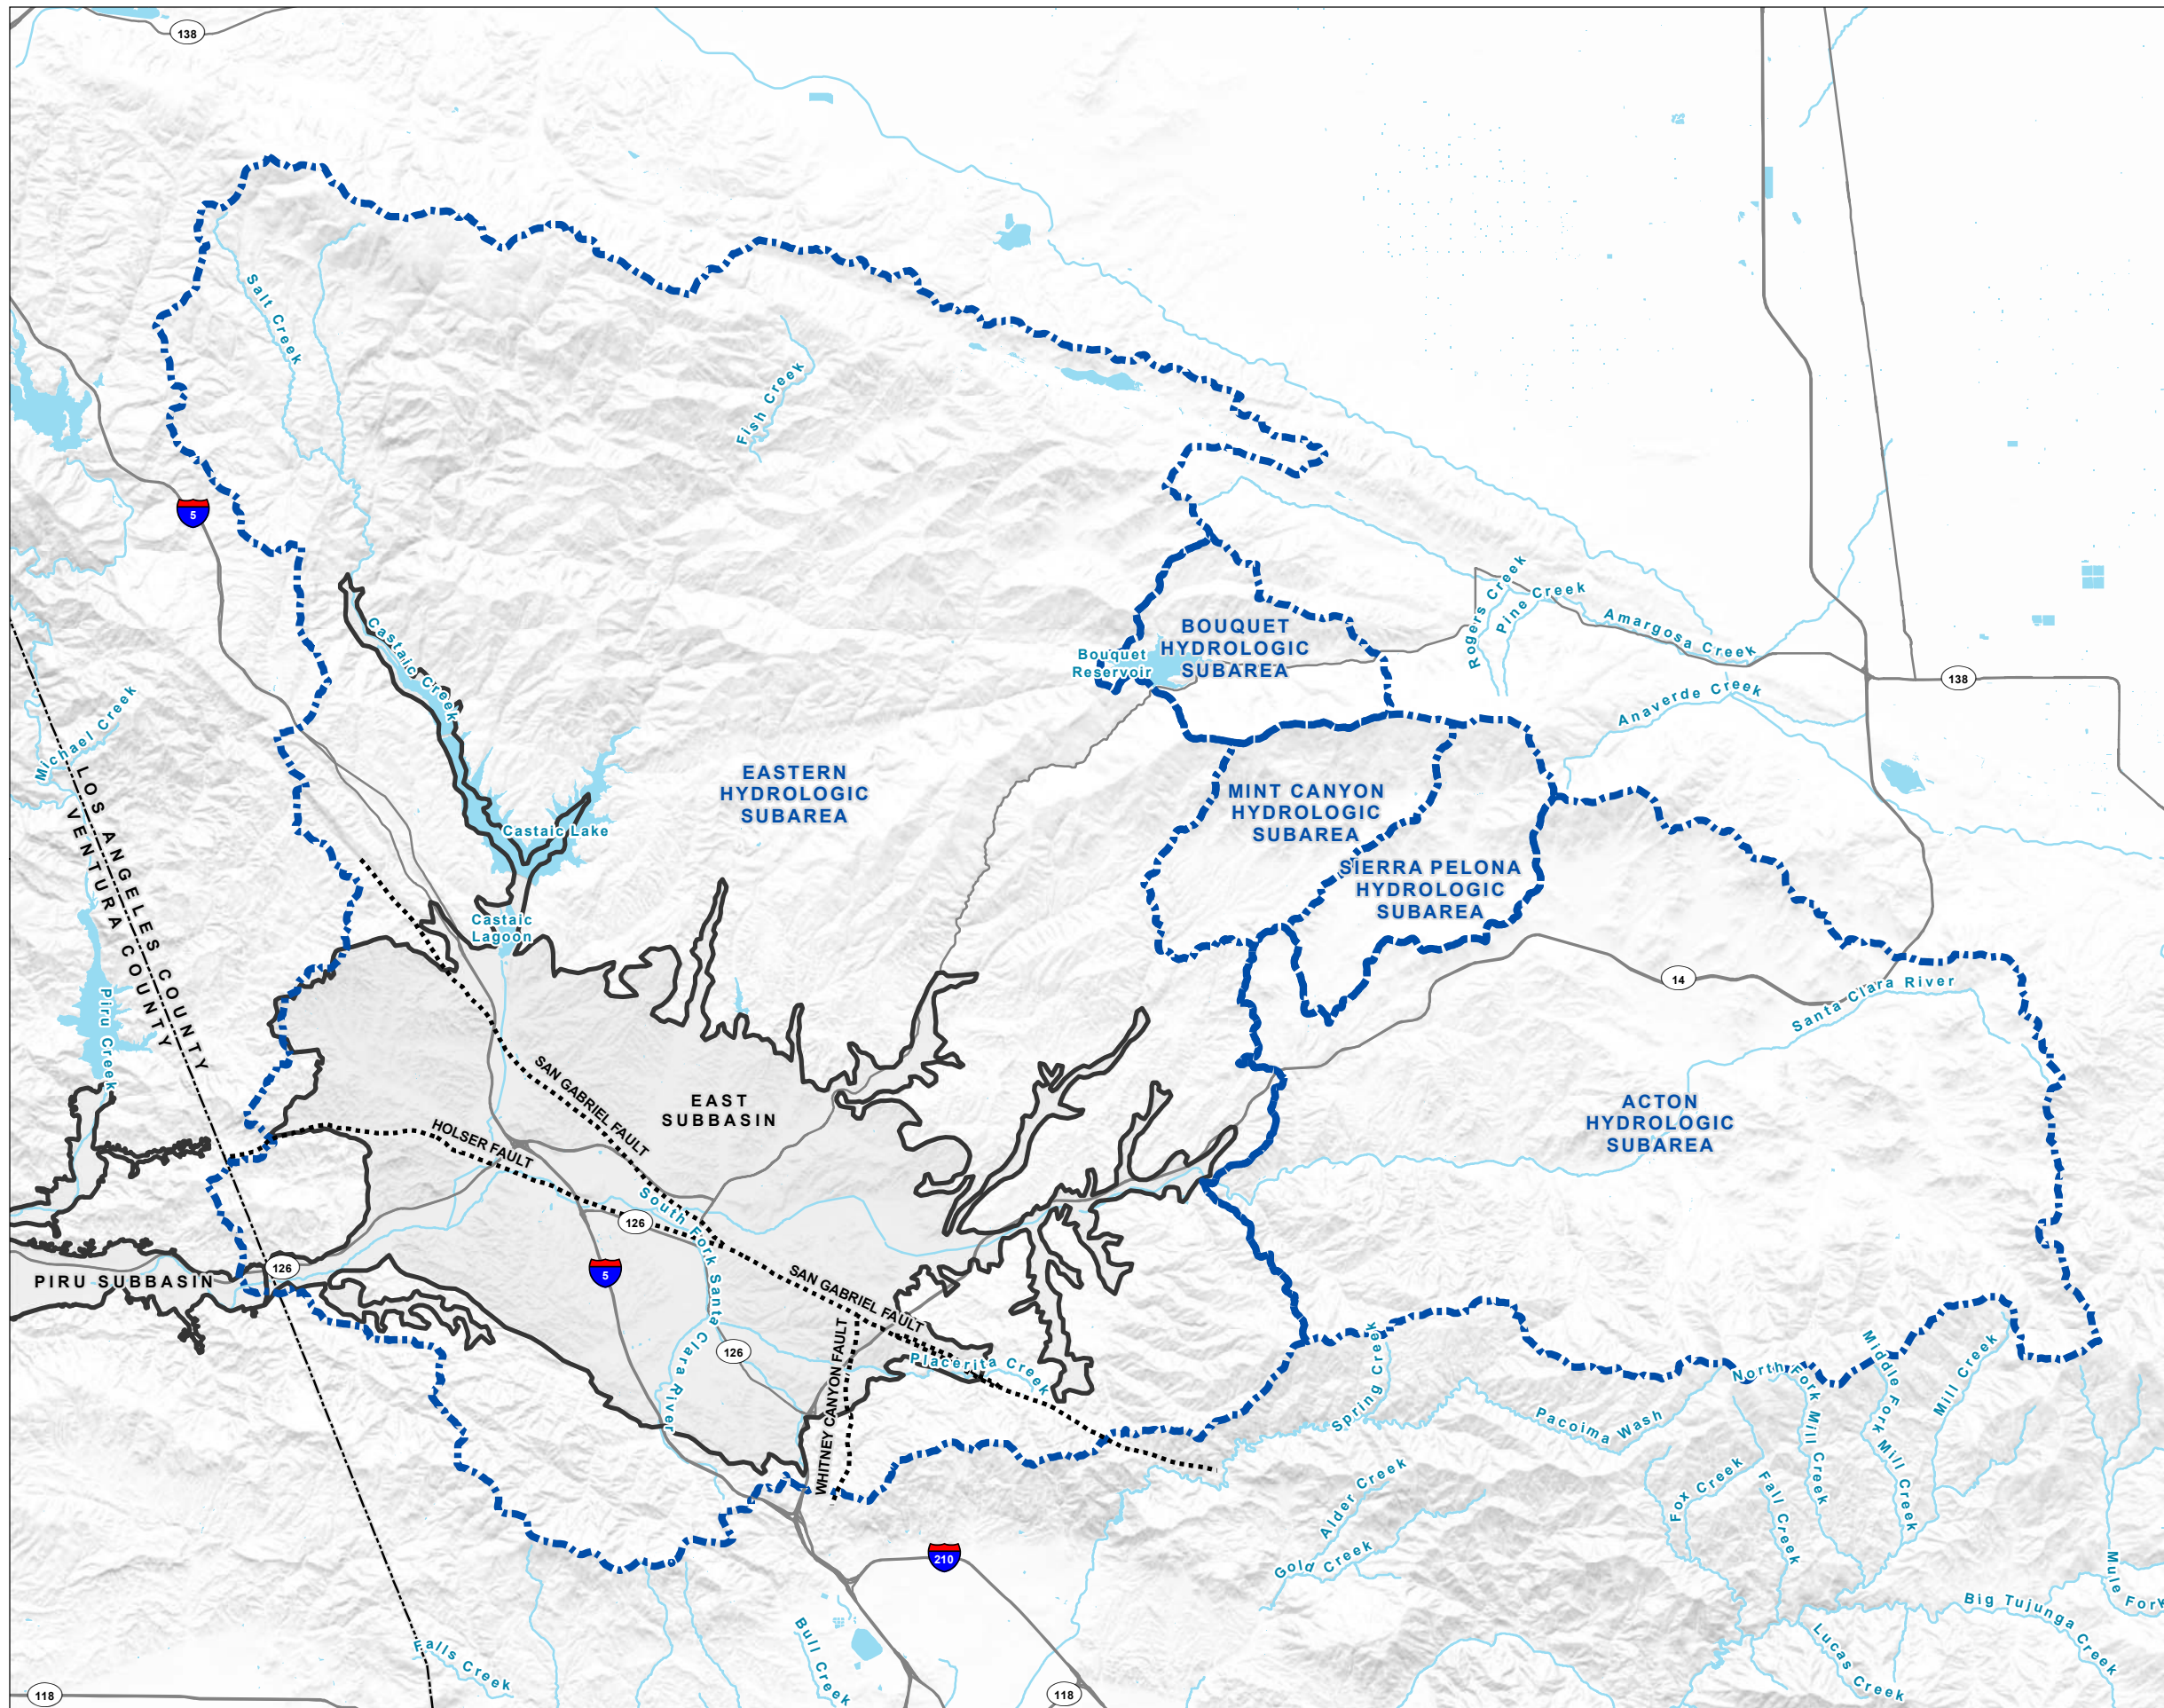 138
Salt Creek
Fish Creek
5
Rogers Creek
Pine Creek
Amargosa Creek
BOUQUET
HYDROLOGIC
SUBAREA
Bouquet
Reservoir
Castaic Creek
Anaverde Creek
138
Michael Creek
LOS ANGELES COUNTY
VENTURA COUNTY
EASTERN
HYDROLOGIC
SUBAREA
MINT CANYON
HYDROLOGIC
SUBAREA
Castaic Lake
SIERRA PELONA
HYDROLOGIC
SUBAREA
Castaic
Lagoon
14
Santa Clara River
Piru Creek
SAN GABRIEL FAULT
EAST
SUBBASIN
ACTON
HYDROLOGIC
SUBAREA
HOLSER FAULT
South Fork Santa Clara River
126
126
PIRU SUBBASIN
5
SAN GABRIEL FAULT
WHITNEY CANYON FAULT
126
Placerita Creek
Spring Creek
Pacoima Wash
North Fork Mill Creek
Middle Fork Mill Creek
Mill Creek
Alder Creek
Gold Creek
Fox Creek
Fall Creek
Mule Fork
Big Tujunga Creek
Lucas Creek
210
Bull Creek
Falls Creek
118
118